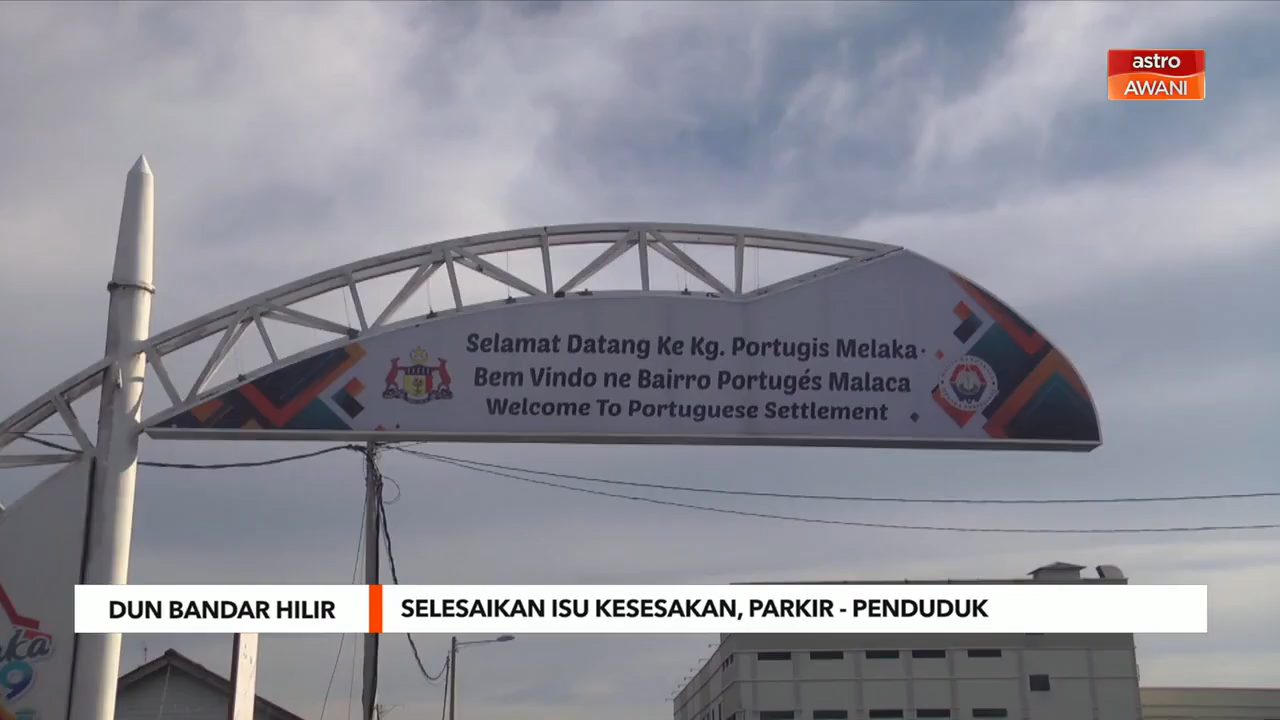 astro
AWANI
Selamat Datang Ke Kg. Portugis Melaka
Bem Vindo ne Bairro Portugés Malaca
Welcome To Portuguese Settlement
DUN BANDAR HILIR
SELESAIKAN ISU KESESAKAN, PARKIR - PENDUDUK